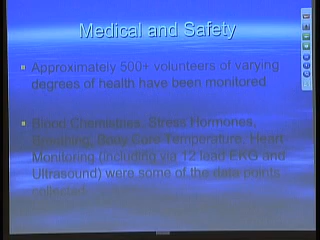 Medical and Safety
Approximately 500+ volunteers of varying
degrees of health have been monitored
Blood Chemistries, Stress Hormones,
Breathing, Body Core Temperature, Heart
Monitoring (including via 12 lead EKG and
Ultrasound) were some of the data points
collected